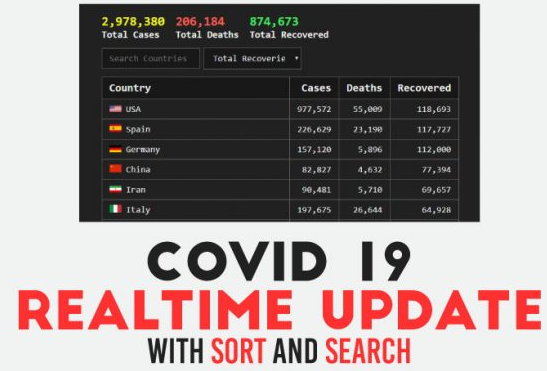 2,978,380 206,184 874,673
Total Cases Total Deaths Total Recovered
Search Countries Total Recoverie
Country Cases Deaths Recovered
USA 977,572 55,009 118,693
Spain 226,629 23,190 117,727
Germany 157,120 5,896 112,000
China 82,827 4,632 77,394
Iran 90,481 5,710 69,657
Italy 197,675 26,644 64,928
COVID 19
REALTIME UPDATE
WITH SORT AND SEARCH